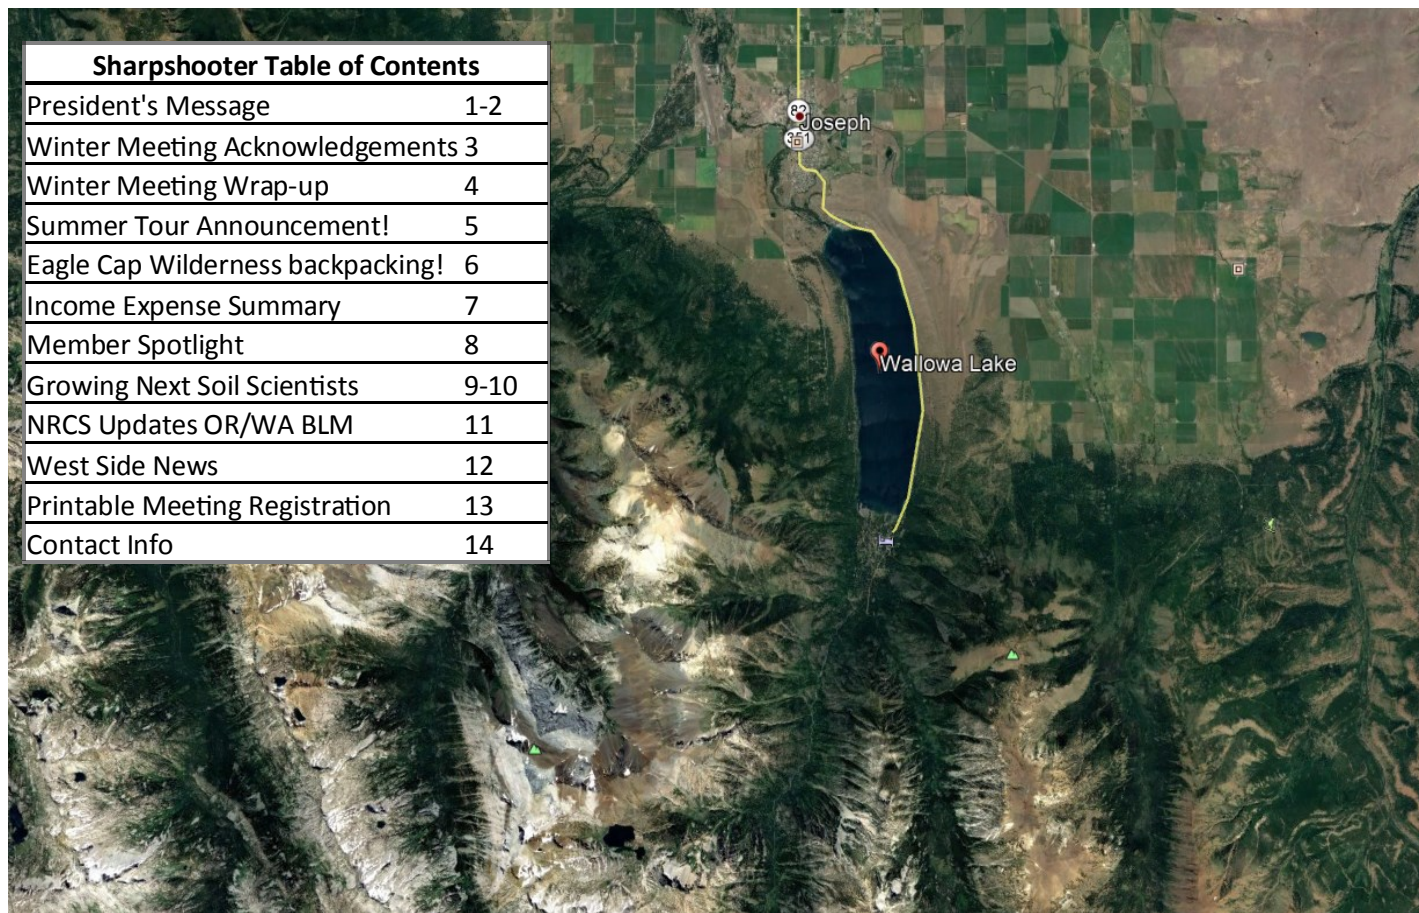 Sharpshooter Table of Contents
President's Message 1-2
Winter Meeting Acknowledgements 3
Winter Meeting Wrap-up 4
Summer Tour Announcement! 5
Eagle Cap Wilderness backpacking! 6
Income Expense Summary 7
Member Spotlight 8
Growing Next Soil Scientists 9-10
NRCS Updates OR/WA BLM 11
West Side News 12
Printable Meeting Registration 13
Contact Info 14
82
Joseph
351
Wallowa Lake